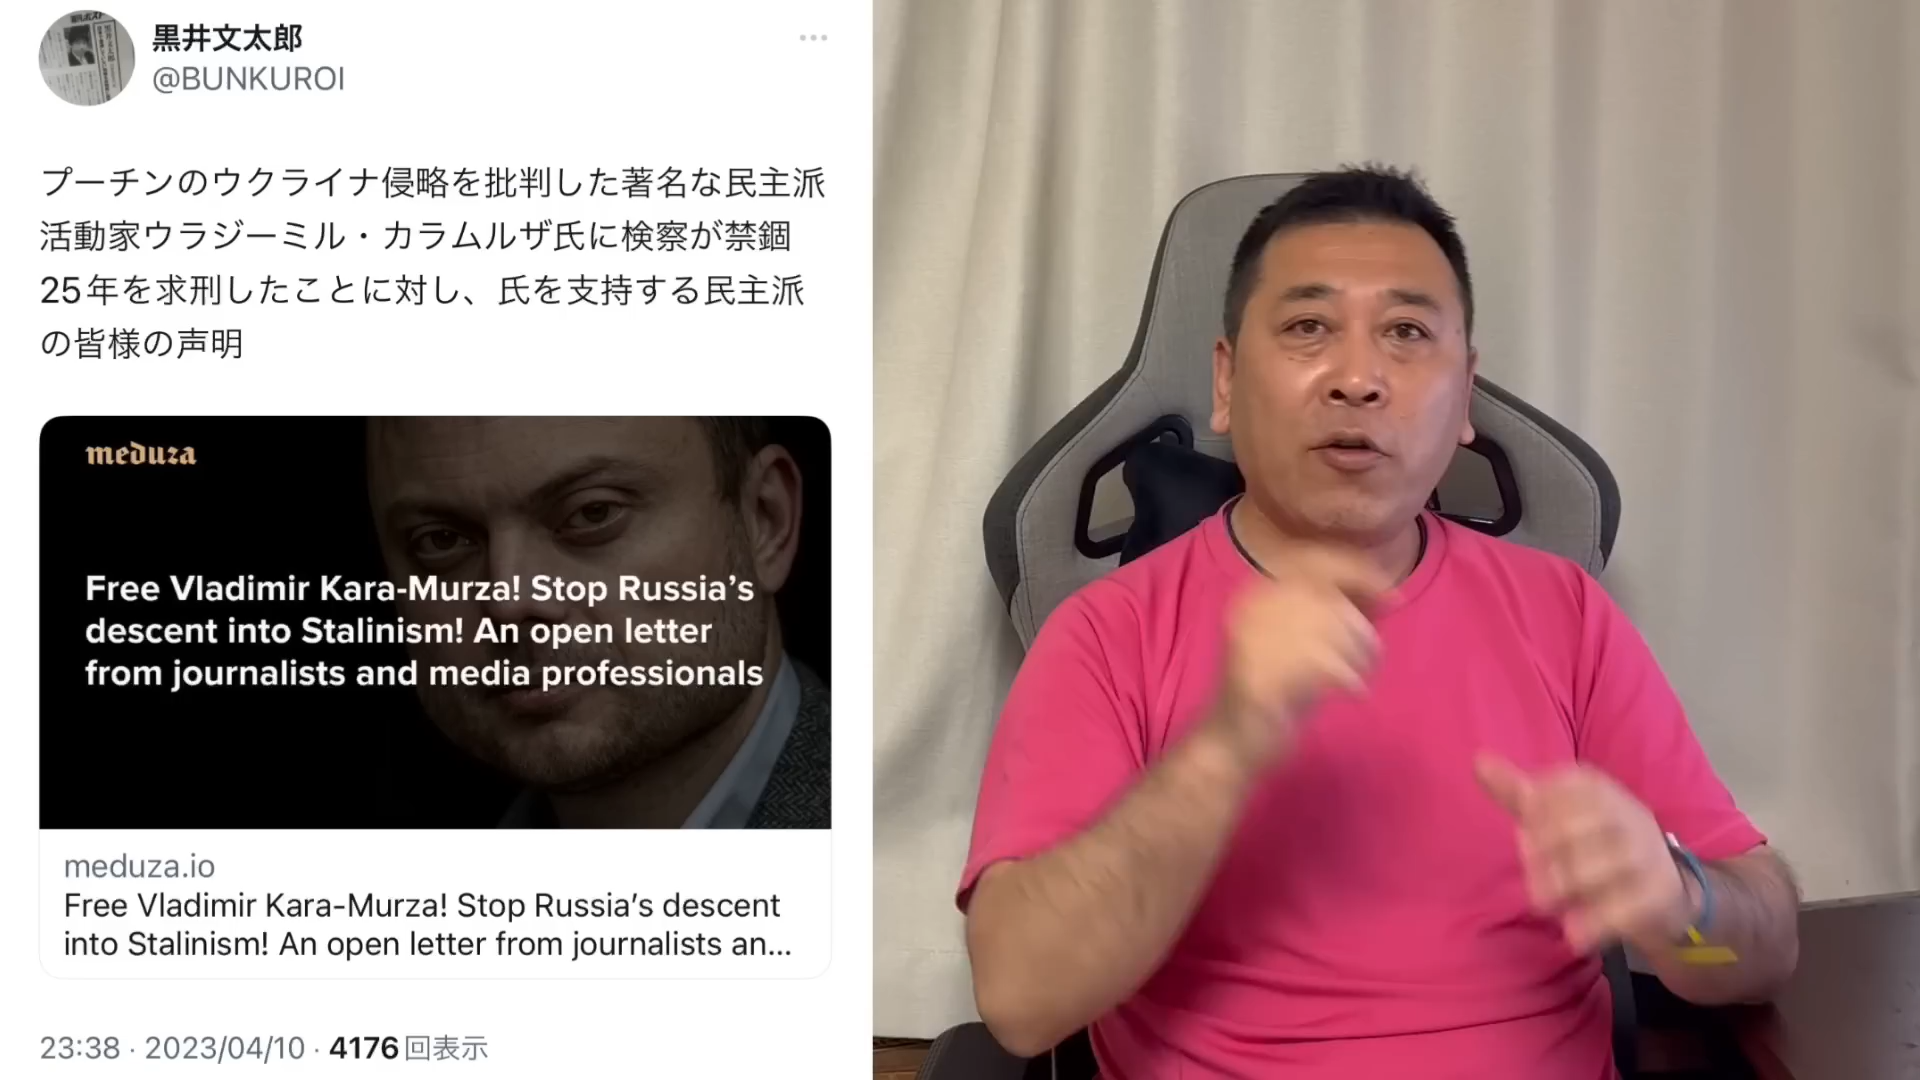 黒井文太郎
@BUNKUROI
プーチンのウクライナ侵略を批判した著名な民主派
活動家ウラジーミル・カラムルザ氏に検察が禁錮
25年を求刑したことに対し、氏を支持する民主派
の皆様の声明
meduza
Free Vladimir Kara-Murza! Stop Russia’s
descent into Stalinism! An open letter
from journalists and media professionals
meduza.io
Free Vladimir Kara-Murza! Stop Russia’s descent
into Stalinism! An open letter from journalists an...
23:38 · 2023/04/10 · 4176回表示